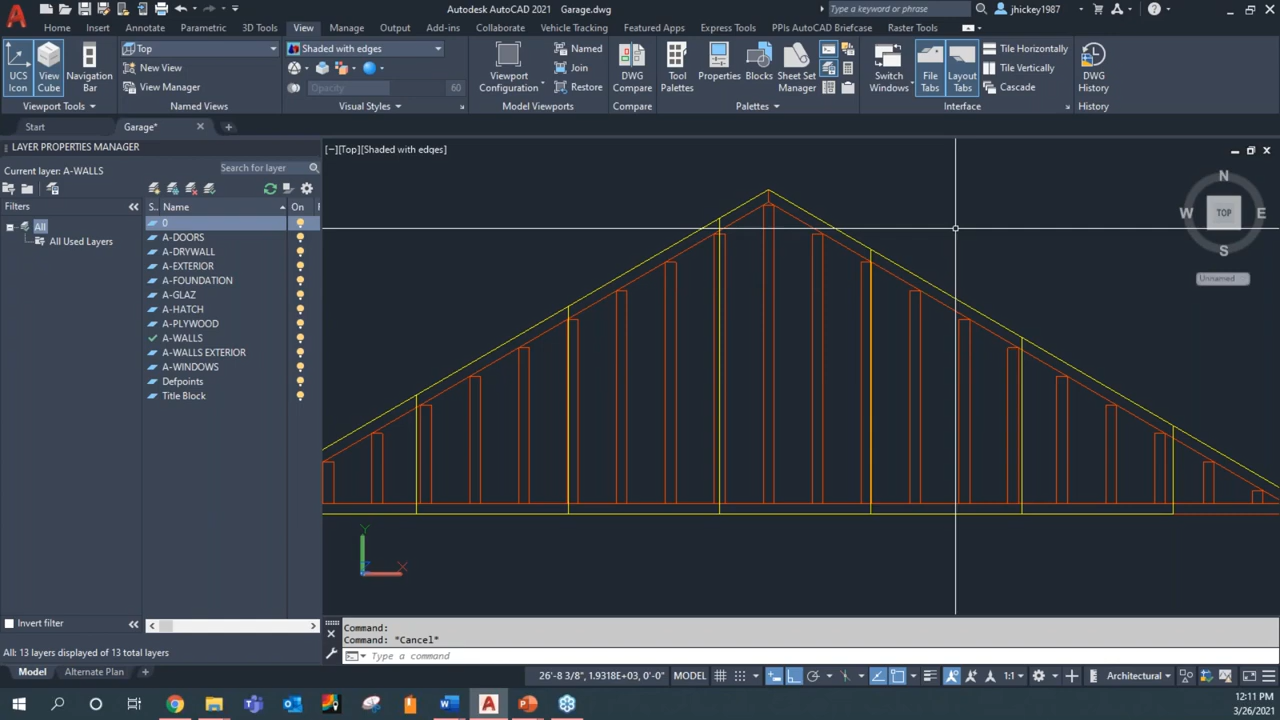 Autodesk AutoCAD 2021 Garage.dwg
Type a keyword or phrase
jhickey1987
Home Insert Annotate Parametric 3D Tools View Manage Output Add-ins Collaborate Vehicle Tracking Featured Apps Express Tools PPIs AutoCAD Briefcase Raster Tools
UCS
Icon
View
Cube
Navigation
Bar
Viewport Tools
Top
New View
View Manager
Named Views
Shaded with edges
Opacity 60
Visual Styles
Viewport
Configuration
Named
Join
Restore
Model Viewports
DWG
Compare
Compare
Tool
Palettes
Properties
Blocks
Sheet Set
Manager
Palettes
Switch
Windows
File
Tabs
Layout
Tabs
Tile Horizontally
Tile Vertically
Cascade
Interface
DWG
History
History
Start
Garage*
LAYER PROPERTIES MANAGER
Current layer: A-WALLS
Search for layer
Filters
All
All Used Layers
S.. Name On F
0
A-DOORS
A-DRYWALL
A-EXTERIOR
A-FOUNDATION
A-GLAZ
A-HATCH
A-PLYWOOD
A-WALLS
A-WALLS EXTERIOR
A-WINDOWS
Defpoints
Title Block
Invert filter
All: 13 layers displayed of 13 total layers
[−][Top][Shaded with edges]
N
W TOP E
S
Unnamed
Y
X
Command:
Command: *Cancel*
Type a command
Model Alternate Plan
26'-8 3/8", 1.9318E+03, 0'-0" MODEL 1:1 Architectural
12:11 PM
3/26/2021